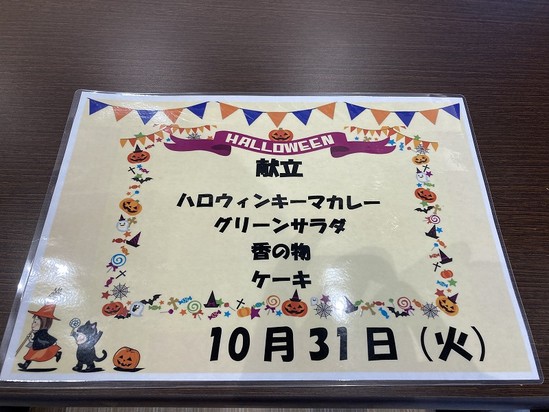 HALLOWEEN
献立
ハロウィンキーマカレー
グリーンサラダ
香の物
ケーキ
10月31日（火）